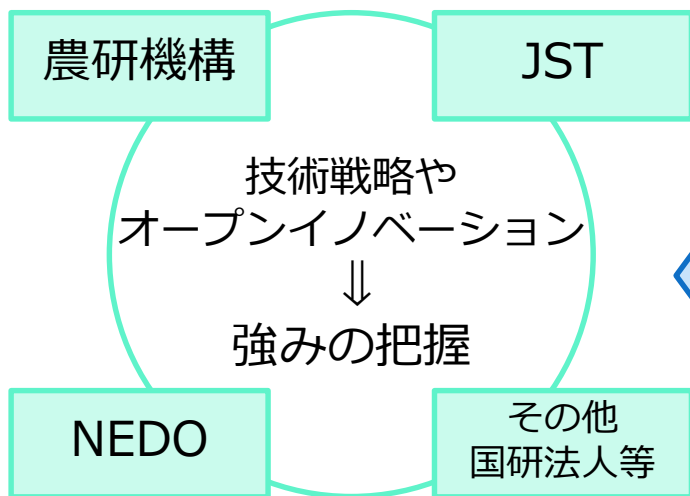 農研機構
JST
技術戦略や
オープンイノベーション
⇓
強みの把握
NEDO
その他
国研法人等